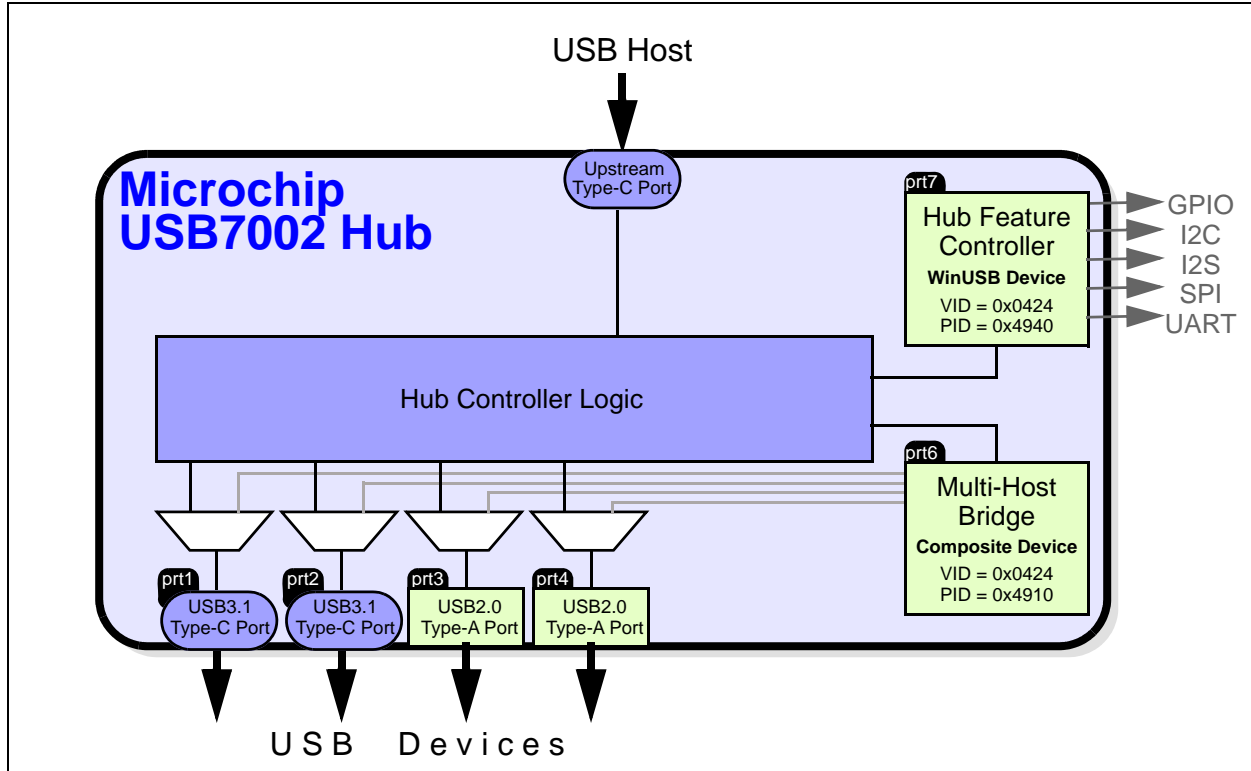 USB Host
Microchip
USB7002 Hub
Upstream
Type-C Port
prt7
Hub Feature
Controller
WinUSB Device
VID = 0x0424
PID = 0x4940
GPIO
I2C
I2S
SPI
UART
Hub Controller Logic
prt6
Multi-Host
Bridge
Composite Device
VID = 0x0424
PID = 0x4910
prt1
USB3.1
Type-C Port
prt2
USB3.1
Type-C Port
prt3
USB2.0
Type-A Port
prt4
USB2.0
Type-A Port
USB Devices